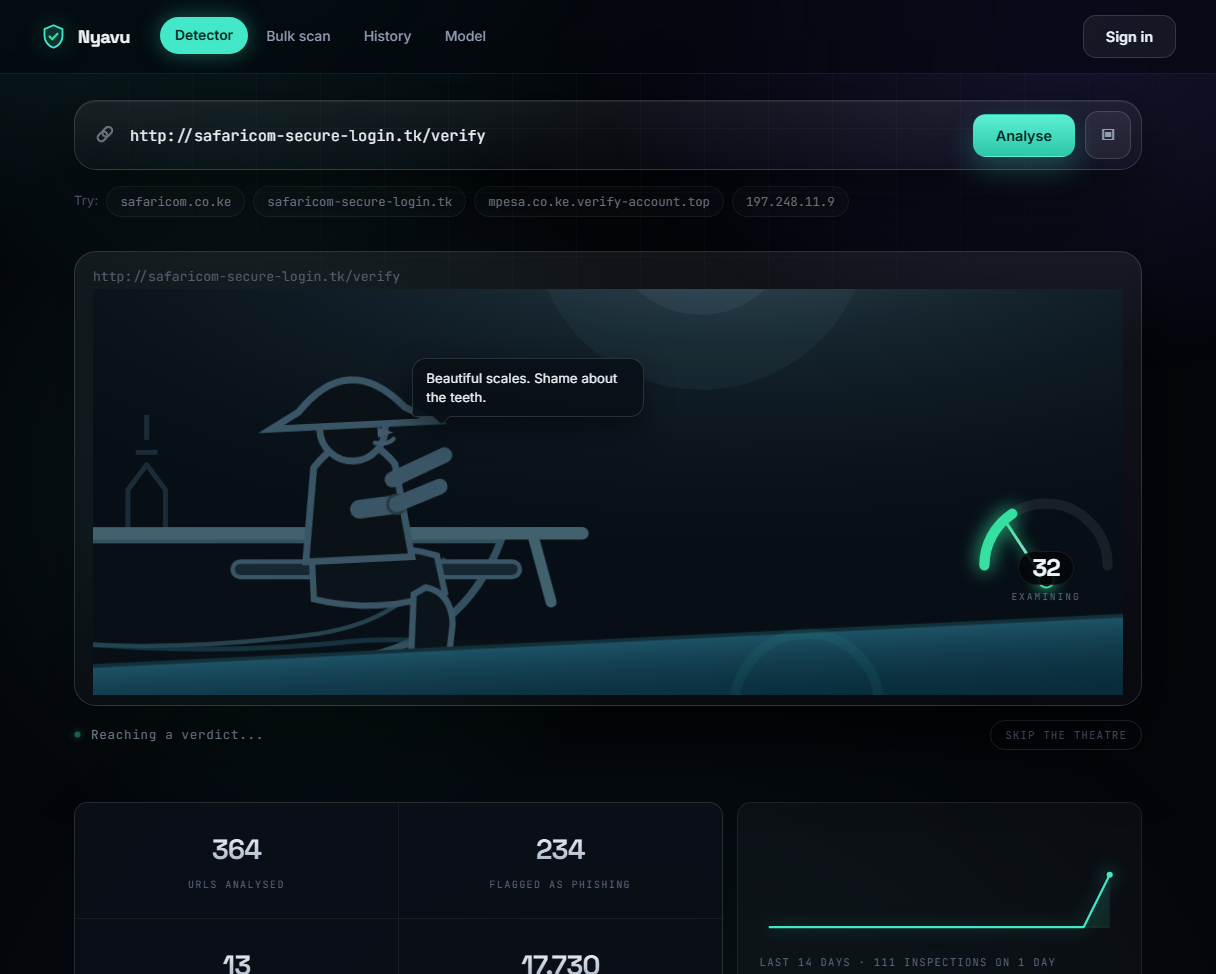 Nyavu
Detector
Bulk scan
History
Model
Sign in
http://safaricom-secure-login.tk/verify
Analyse
Try:
safaricom.co.ke
safaricom-secure-login.tk
mpesa.co.ke.verify-account.top
197.248.11.9
http://safaricom-secure-login.tk/verify
Beautiful scales. Shame about
the teeth.
32
EXAMINING
Reaching a verdict...
SKIP THE THEATRE
364
URLS ANALYSED
234
FLAGGED AS PHISHING
13
17,730
LAST 14 DAYS · 111 INSPECTIONS ON 1 DAY